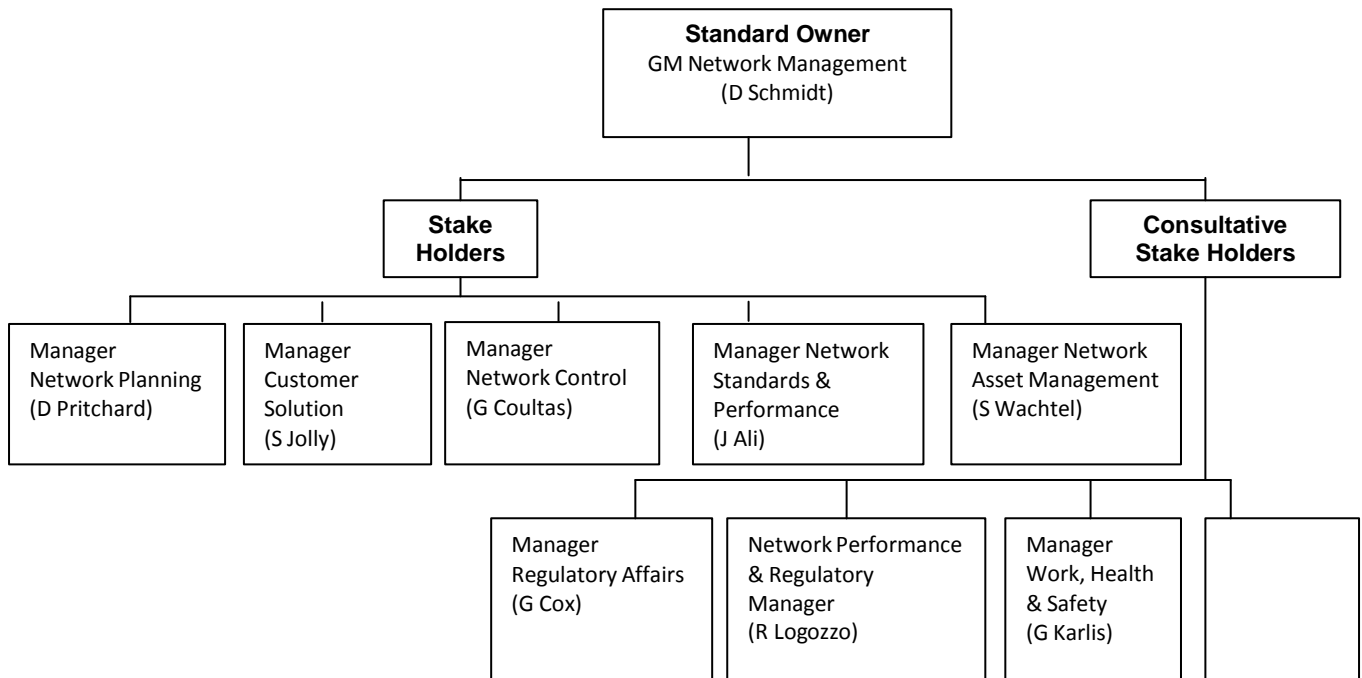 Standard Owner
GM Network Management
(D Schmidt)
Stake
Holders
Consultative
Stake Holders
Manager
Network Planning
(D Pritchard)
Manager
Customer
Solution
(S Jolly)
Manager
Network Control
(G Coultas)
Manager Network
Standards &
Performance
(J Ali)
Manager Network
Asset Management
(S Wachtel)
Manager
Regulatory Affairs
(G Cox)
Network Performance
& Regulatory
Manager
(R Logozzo)
Manager
Work, Health
& Safety
(G Karlis)